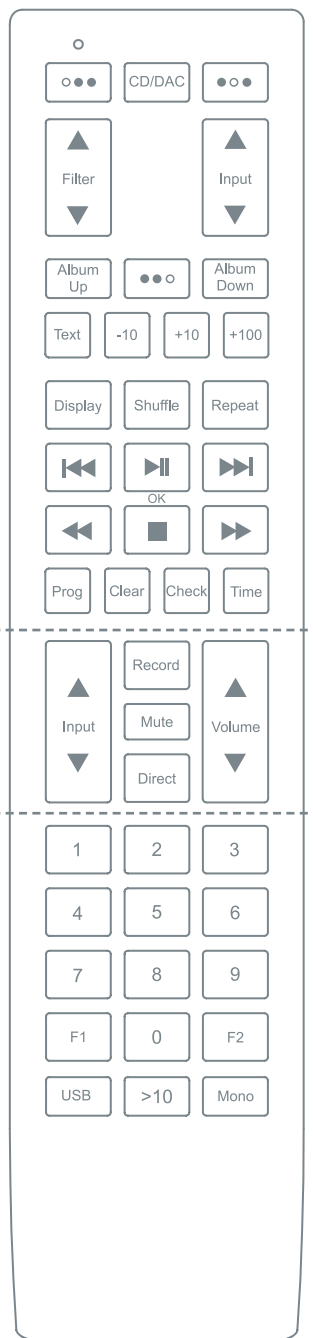 CD/DAC
Filter Input
Album Up Album Down
Text -10 +10 +100
Display Shuffle Repeat
OK
Prog Clear Check Time
Record
Input Mute Volume
Direct
1 2 3
4 5 6
7 8 9
F1 0 F2
USB >10 Mono